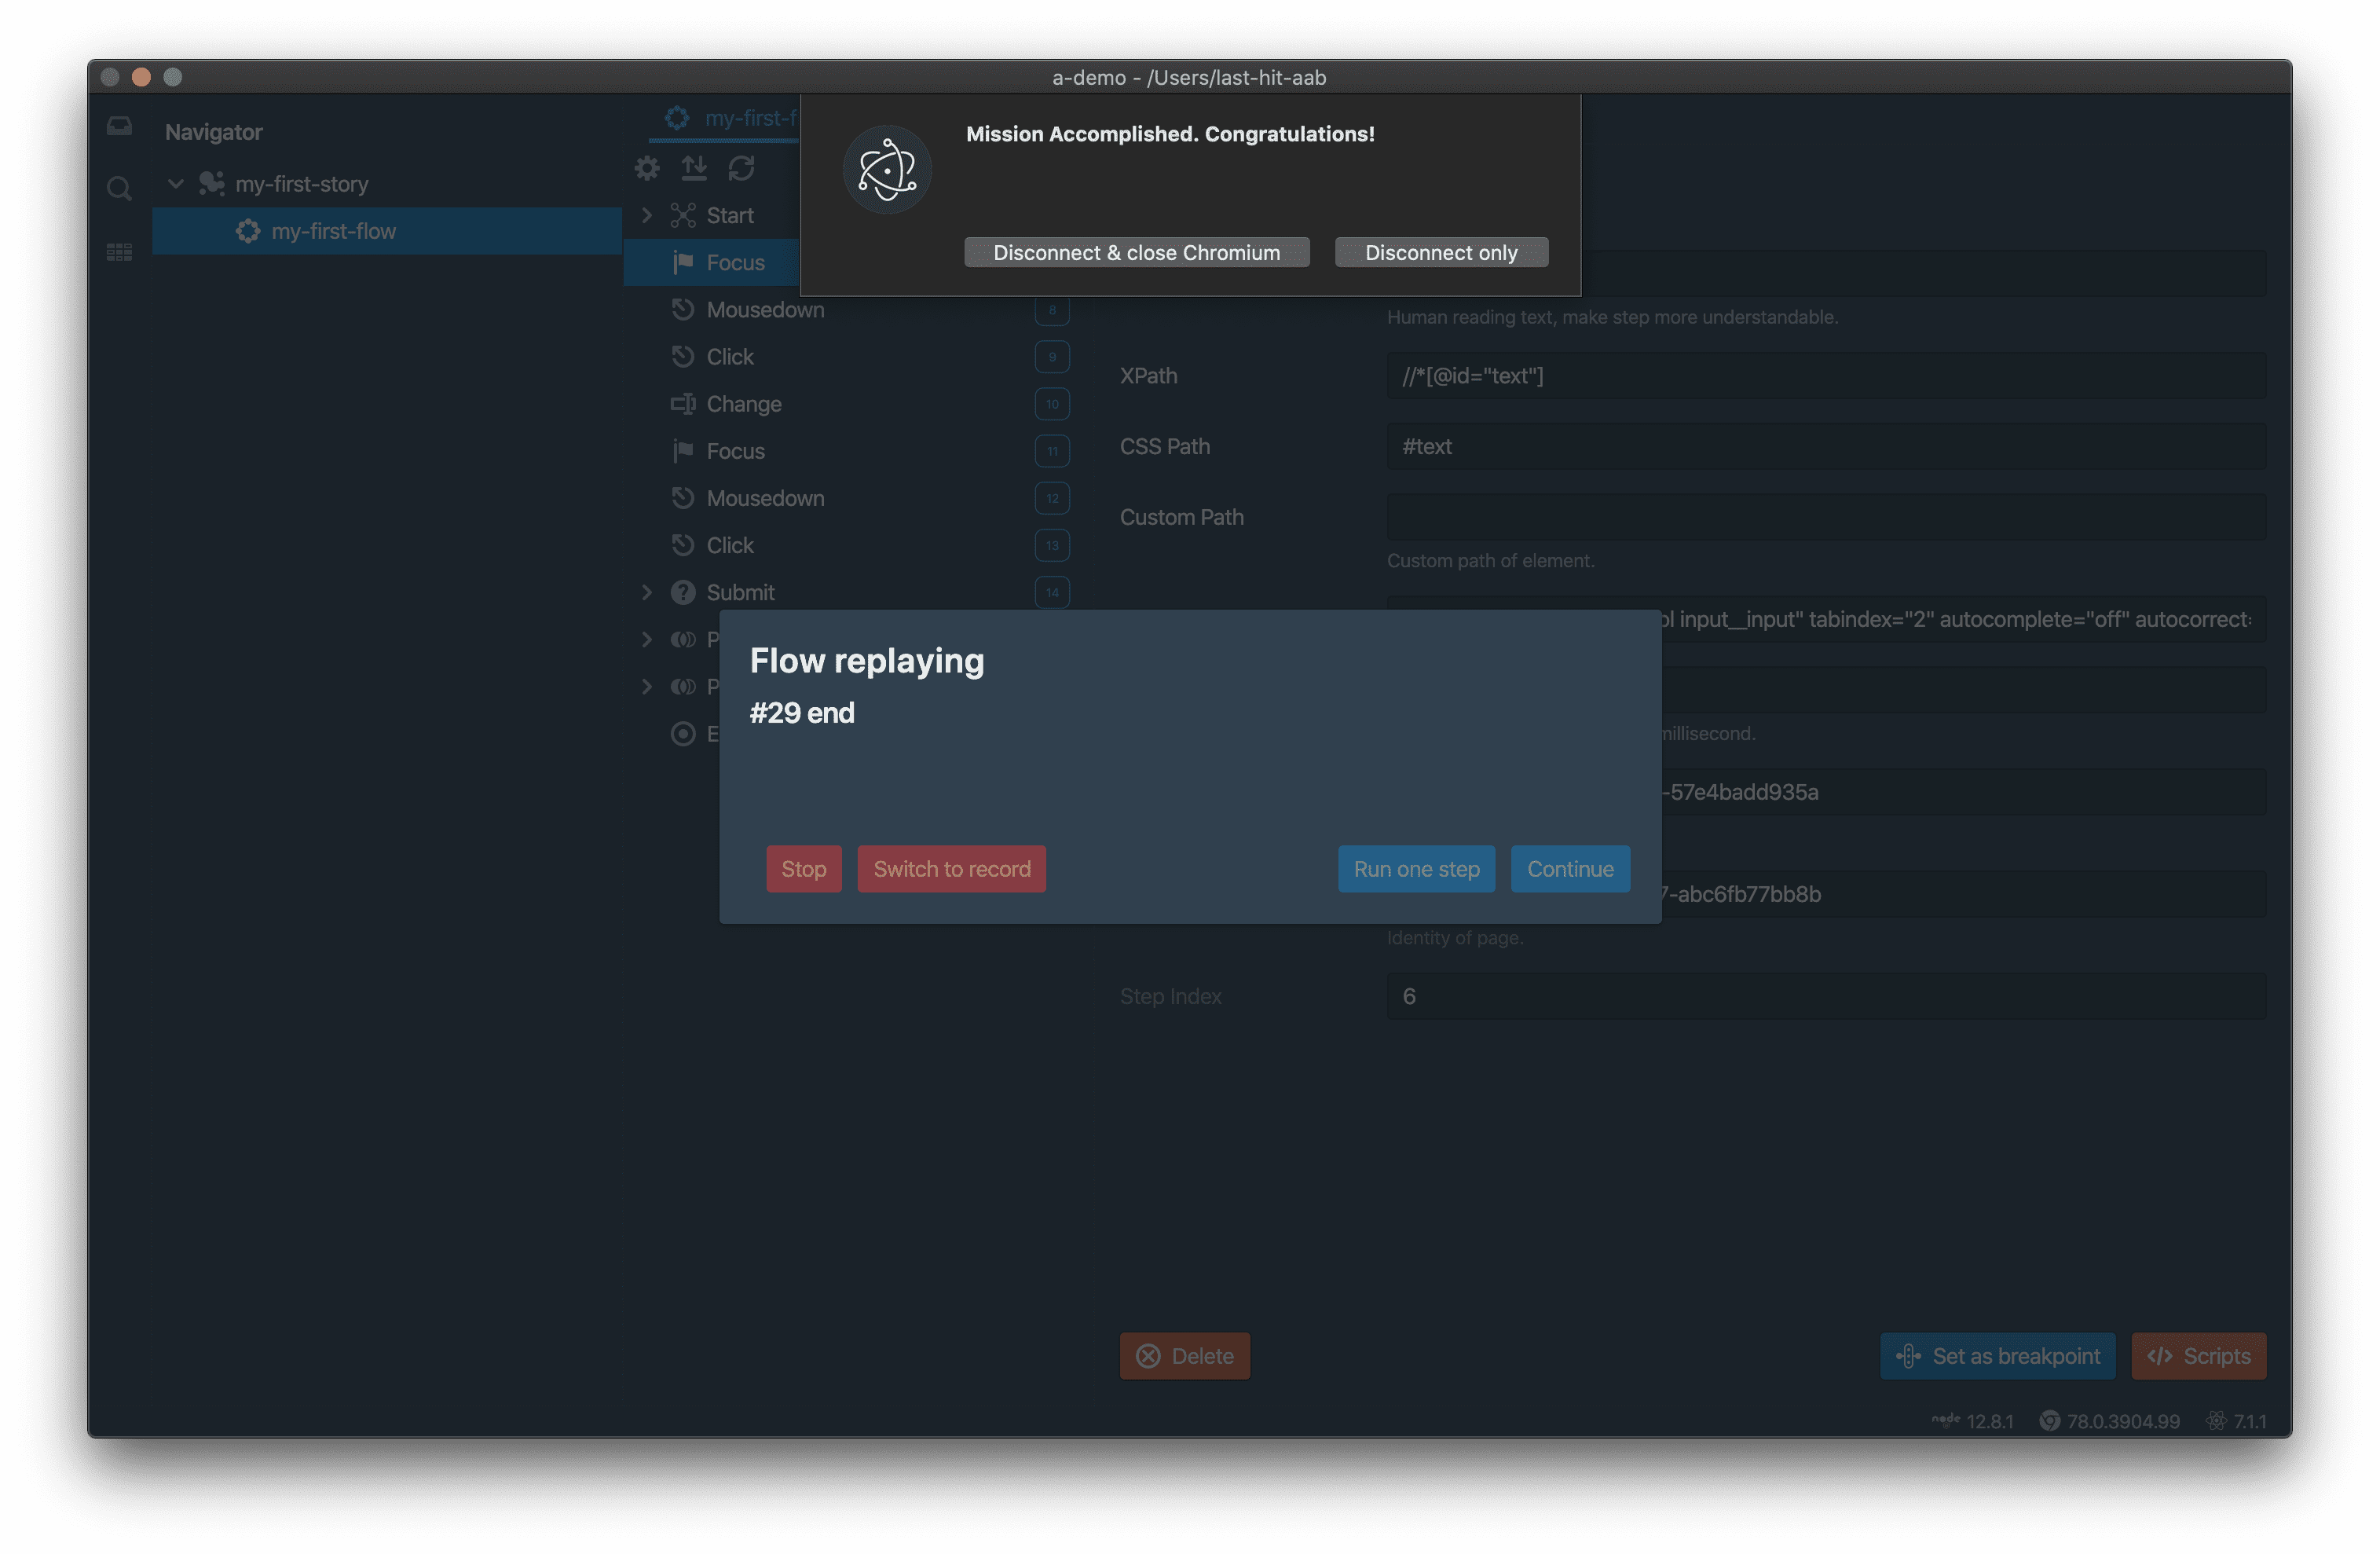 a-demo - /Users/last-hit-aab
Navigator
my-first-story
my-first-flow
my-first-f
Start
Focus
Mousedown
8
Click
9
Change
10
Focus
11
Mousedown
12
Click
13
Submit
14
P
P
E
Mission Accomplished. Congratulations!
Disconnect & close Chromium
Disconnect only
Human reading text, make step more understandable.
XPath
//*[@id="text"]
CSS Path
#text
Custom Path
Custom path of element.
input__input" tabindex="2" autocomplete="off" autocorrect=
millisecond.
-57e4badd935a
-abc6fb77bb8b
Identity of page.
Step Index
6
Flow replaying
#29 end
Stop
Switch to record
Run one step
Continue
Delete
Set as breakpoint
</> Scripts
node 12.8.1
78.0.3904.99
7.1.1